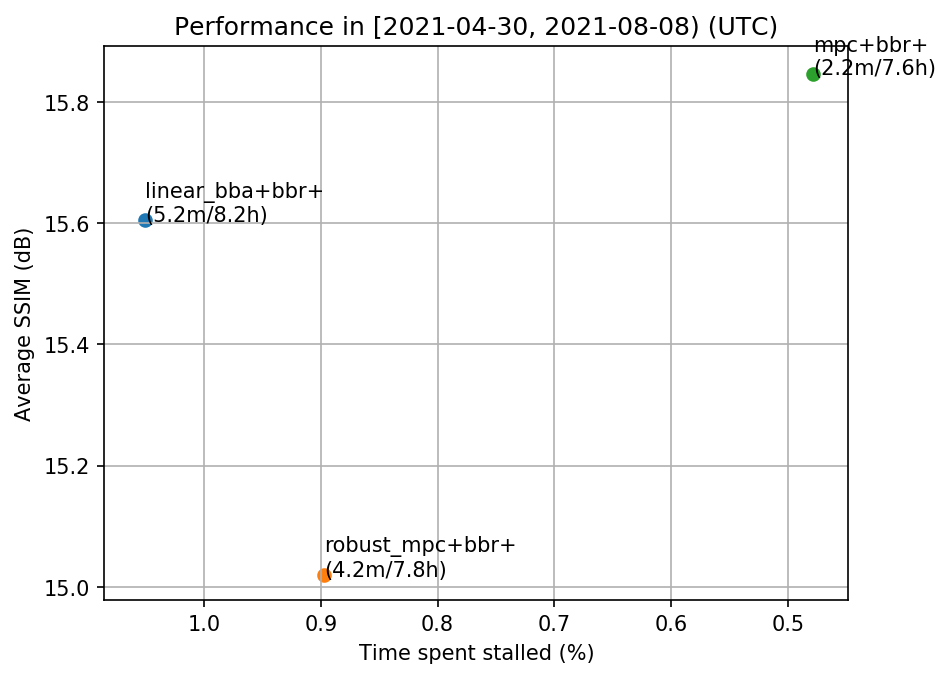 Performance in [2021-04-30, 2021-08-08) (UTC)
mpc+bbr+
(2.2m/7.6h)
15.8
linear_bba+bbr+
(5.2m/8.2h)
15.6
Average SSIM (dB)
15.4
15.2
robust_mpc+bbr+
(4.2m/7.8h)
15.0
1.0 0.9 0.8 0.7 0.6 0.5
Time spent stalled (%)